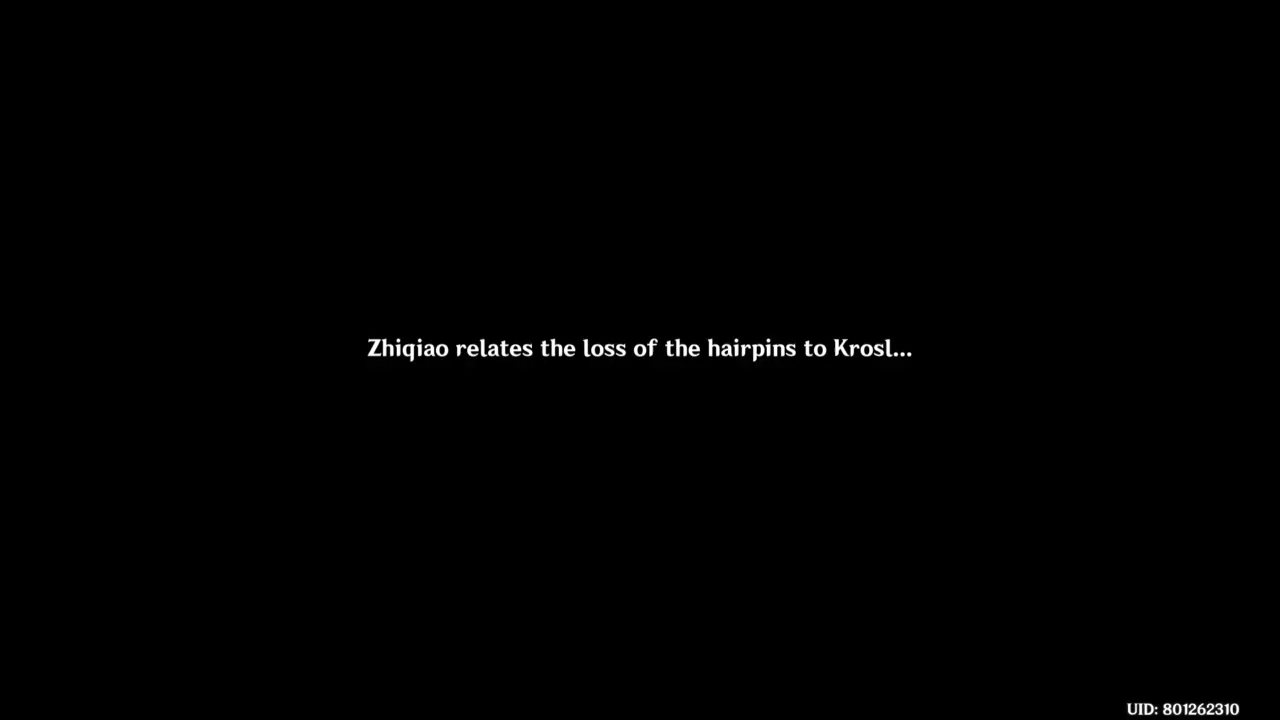 Zhiqiao relates the loss of the hairpins to Krosl...
UID: 801262310